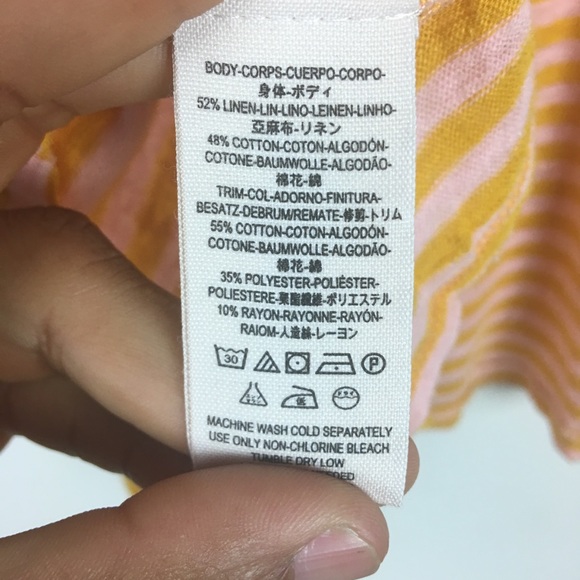 BODY-CORPS-CUERPO-CORPO-
身体-ボディ
52% LINEN-LIN-LINO-LEINEN-LINHO-
亞麻布-リネン
48% COTTON-COTON-ALGODÓN-
COTONE-BAUMWOLLE-ALGODÃO-
棉花-綿
TRIM-COL-ADORNO-FINITURA-
BESATZ-DEBRUM/REMATE-修剪-トリム
55% COTTON-COTON-ALGODÓN-
COTONE-BAUMWOLLE-ALGODÃO-
棉花-綿
35% POLYESTER-POLIÉSTER-
POLIESTERE-聚酯纖維-ポリエステル
10% RAYON-RAYONNE-RAYÓN-
RAIOM-人造絲-レーヨン
30 P
MACHINE WASH COLD SEPARATELY
USE ONLY NON-CHLORINE BLEACH
TUMBLE DRY LOW